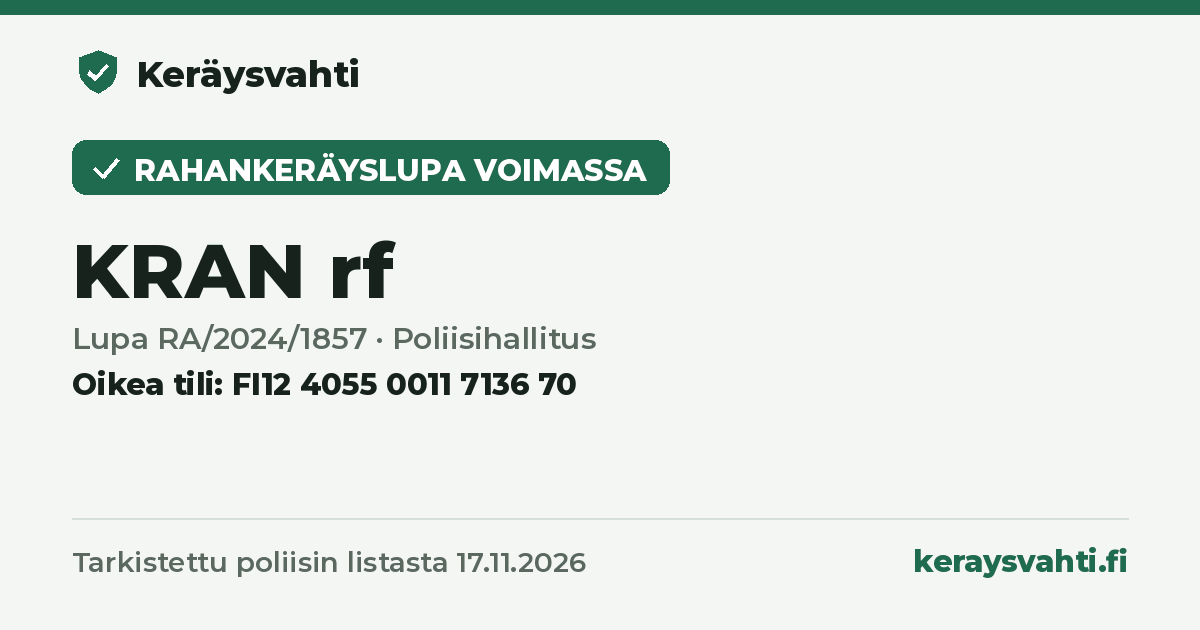 Keräysvahti
RAHANKERÄYSLUPA VOIMASSA
KRAN rf
Lupa RA/2024/1857 · Poliisihallitus
Oikea tili: FI12 4055 0011 7136 70
Tarkistettu poliisin listasta 17.11.2026
keraysvahti.fi